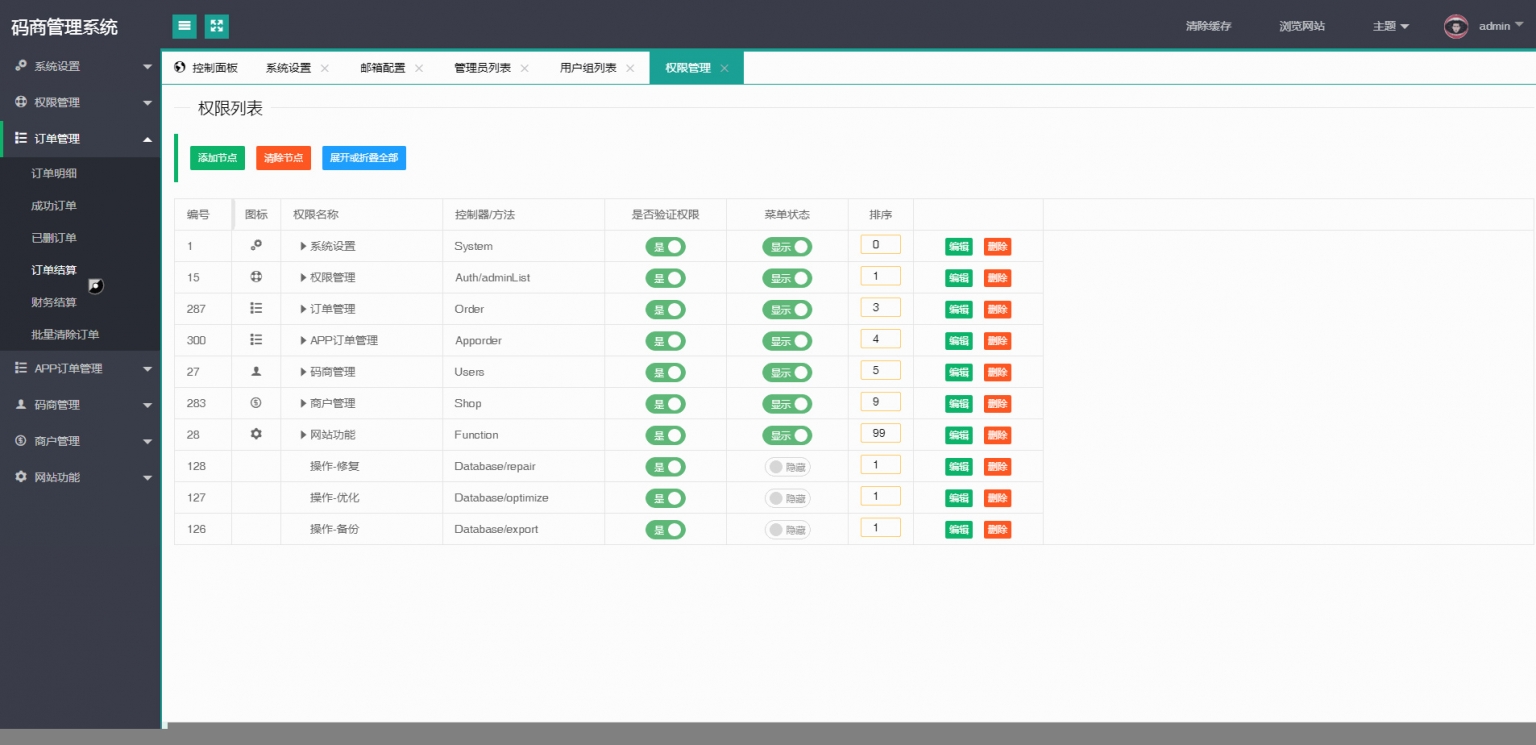 码商管理系统
清除缓存 浏览网站 主题 admin
系统设置
权限管理
订单管理
订单明细
成功订单
已删订单
订单结算
财务结算
批量清除订单
APP订单管理
码商管理
商户管理
网站功能
控制面板 系统设置 邮箱配置 管理员列表 用户组列表 权限管理
权限列表
添加节点 清除节点 展开或折叠全部
编号 图标 权限名称 控制器/方法 是否验证权限 菜单状态 排序
1 系统设置 System 是 显示 0 编辑 删除
15 权限管理 Auth/adminList 是 显示 1 编辑 删除
287 订单管理 Order 是 显示 3 编辑 删除
300 APP订单管理 Apporder 是 显示 4 编辑 删除
27 码商管理 Users 是 显示 5 编辑 删除
283 商户管理 Shop 是 显示 9 编辑 删除
28 网站功能 Function 是 显示 99 编辑 删除
128 操作-修复 Database/repair 是 隐藏 1 编辑 删除
127 操作-优化 Database/optimize 是 隐藏 1 编辑 删除
126 操作-备份 Database/export 是 隐藏 1 编辑 删除